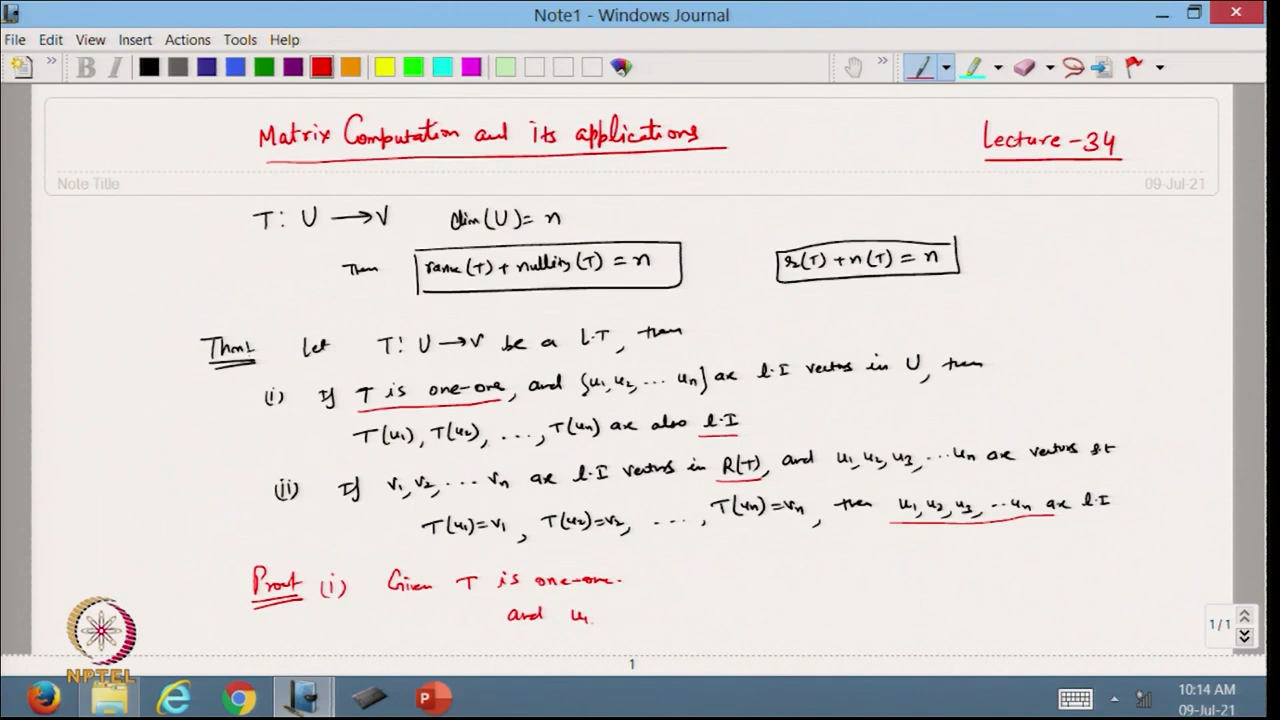 Note1 - Windows Journal
File Edit View Insert Actions Tools Help
Matrix Computation and its applications Lecture -34
Note Title 09-Jul-21
T: U → V dim(U) = n
Then rank(T) + nullity(T) = n r(T) + n(T) = n
Thm! Let T: U → V be a L.T, then
(i) If T is one-one, and {u1, u2, ... un} are l.I vectors in U, then
T(u1), T(u2), ..., T(un) are also l.I
(ii) If v1, v2, ... vn are l.I vectors in R(T), and u1, u2, u3, ... un are vectors s.t
T(u1)=v1, T(u2)=v2, ..., T(un)=vn, then u1, u2, u3, ... un are l.I
Proof (i) Given T is one-one.
and u1
1 / 1
NPTEL
1
10:14 AM
09-Jul-21